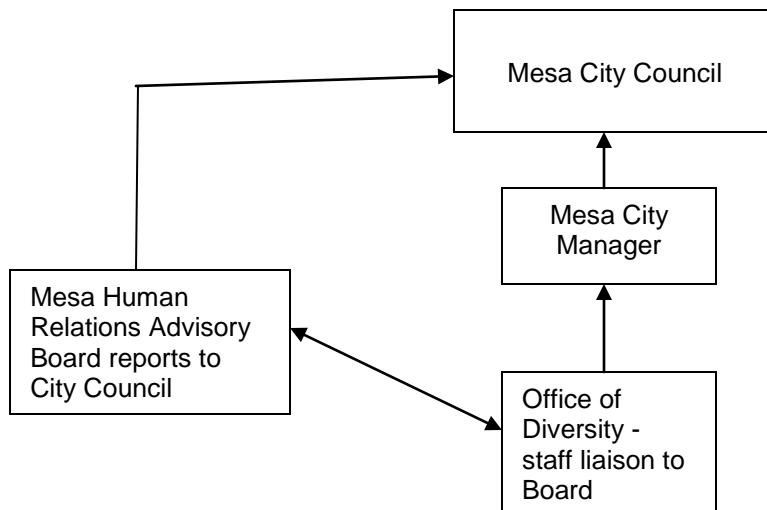 Mesa City Council
Mesa City
Manager
Mesa Human
Relations Advisory
Board reports to
City Council
Office of
Diversity -
staff liaison to
Board